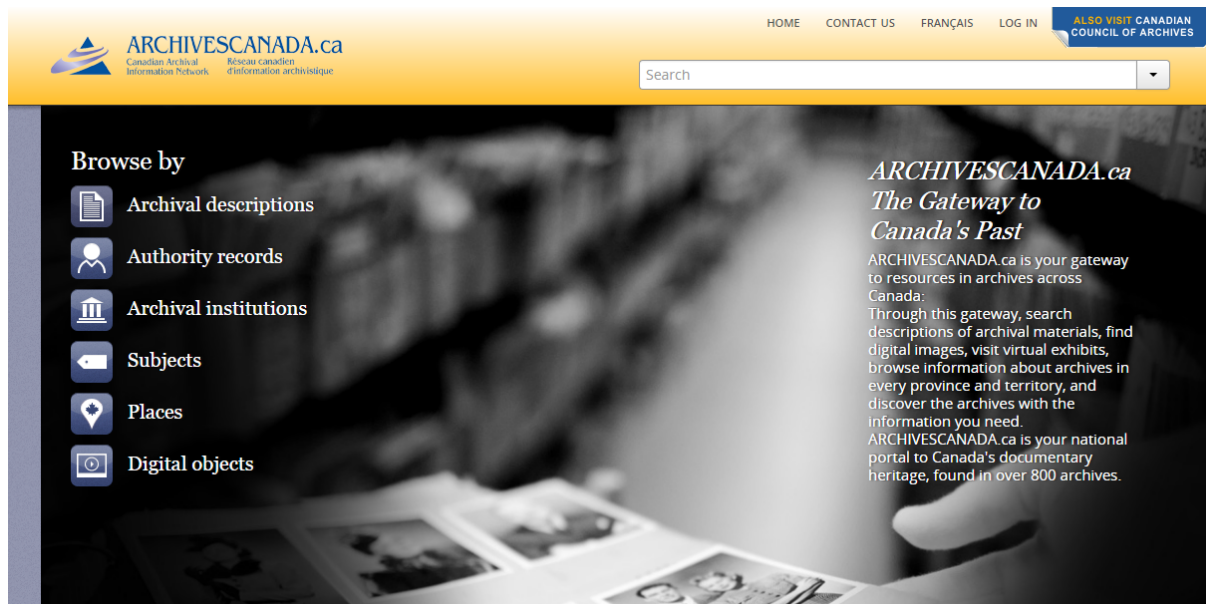 HOME CONTACT US FRANÇAIS LOG IN
ALSO VISIT CANADIAN
COUNCIL OF ARCHIVES
ARCHIVESCANADA.ca
Canadian Archival
Information Network
Réseau canadien
d'information archivistique
Search
Browse by
Archival descriptions
Authority records
Archival institutions
Subjects
Places
Digital objects
ARCHIVESCANADA.ca
The Gateway to
Canada's Past
ARCHIVESCANADA.ca is your gateway
to resources in archives across
Canada:
Through this gateway, search
descriptions of archival materials, find
digital images, visit virtual exhibits,
browse information about archives in
every province and territory, and
discover the archives with the
information you need.
ARCHIVESCANADA.ca is your national
portal to Canada's documentary
heritage, found in over 800 archives.